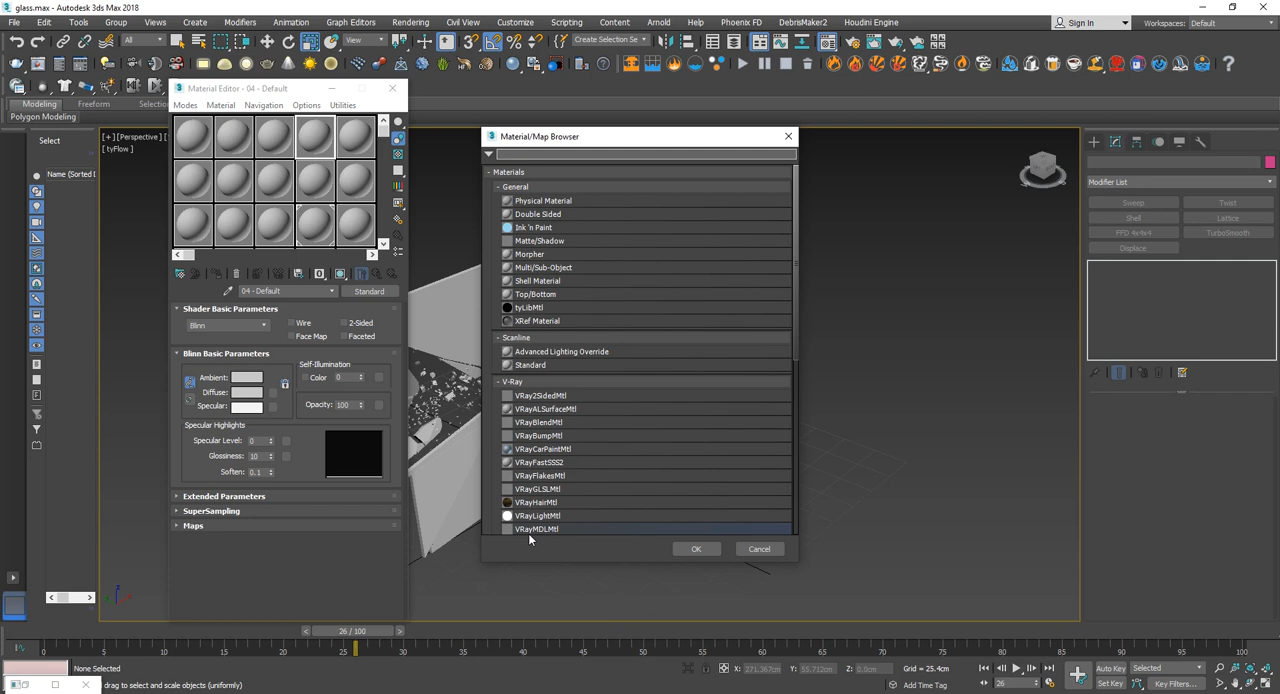 glass.max - Autodesk 3ds Max 2018
File Edit Tools Group Views Create Modifiers Animation Graph Editors Rendering Civil View Customize Scripting Content Arnold Help Phoenix FD DebrisMaker2 Houdini Engine
Sign In Workspaces: Default
All View Create Selection Se
Modeling Freeform Selectio
Polygon Modeling
Select
Name (Sorted
[+] [Perspective] [
[ tyFlow ]
Material Editor - 04 - Default
Modes Material Navigation Options Utilities
04 - Default Standard
Shader Basic Parameters
Blinn Wire 2-Sided
Face Map Faceted
Blinn Basic Parameters
Self-Illumination
Ambient: Color 0
Diffuse:
Specular: Opacity: 100
Specular Highlights
Specular Level: 0
Glossiness: 10
Soften: 0.1
Extended Parameters
SuperSampling
Maps
Material/Map Browser
- Materials
- General
Physical Material
Double Sided
Ink 'n Paint
Matte/Shadow
Morpher
Multi/Sub-Object
Shell Material
Top/Bottom
tyLibMtl
XRef Material
- Scanline
Advanced Lighting Override
Standard
- V-Ray
VRay2SidedMtl
VRayALSurfaceMtl
VRayBlendMtl
VRayBumpMtl
VRayCarPaintMtl
VRayFastSSS2
VRayFlakesMtl
VRayGLSLMtl
VRayHairMtl
VRayLightMtl
VRayMDLMtl
OK Cancel
Modifier List
Sweep Twist
Shell Lattice
FFD 4x4x4 TurboSmooth
Displace
26 / 100
0 5 10 15 20 25 30 35 40 45 50 55 60 65 70 75 80 85 90 95 100
None Selected X: 271.367cm Y: 55.712cm Z: 0.0cm Grid = 25.4cm Auto Key Selected
drag to select and scale objects (uniformly) Add Time Tag 26 Set Key Key Filters...